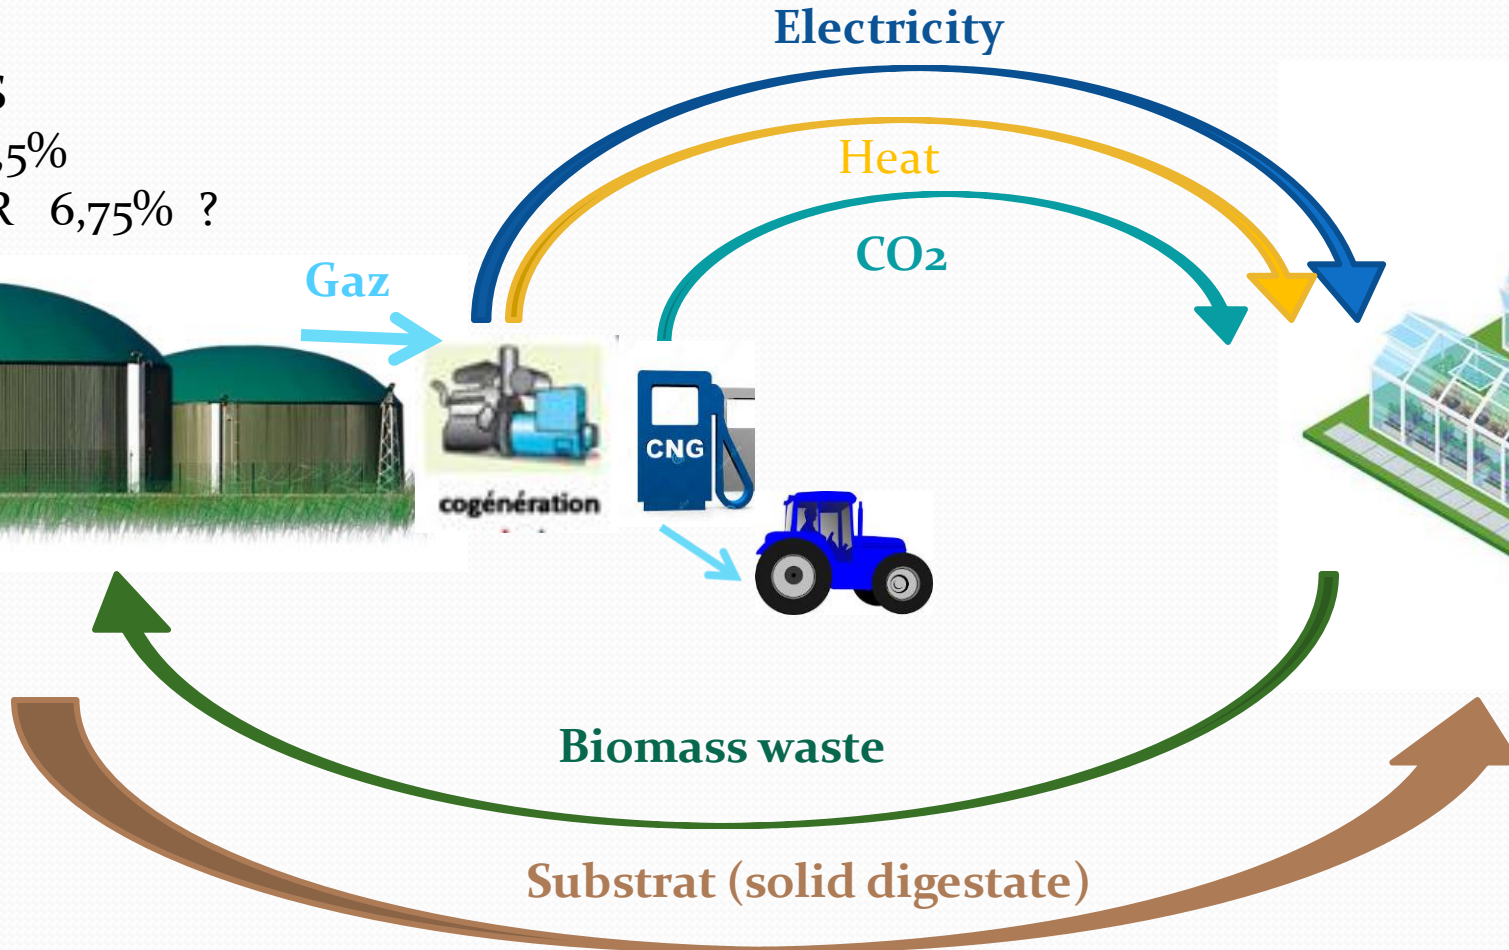 Electricity
s
,5%
R 6,75% ?
Heat
CO2
Gaz
CNG
cogénération
Biomass waste
Substrat (solid digestate)